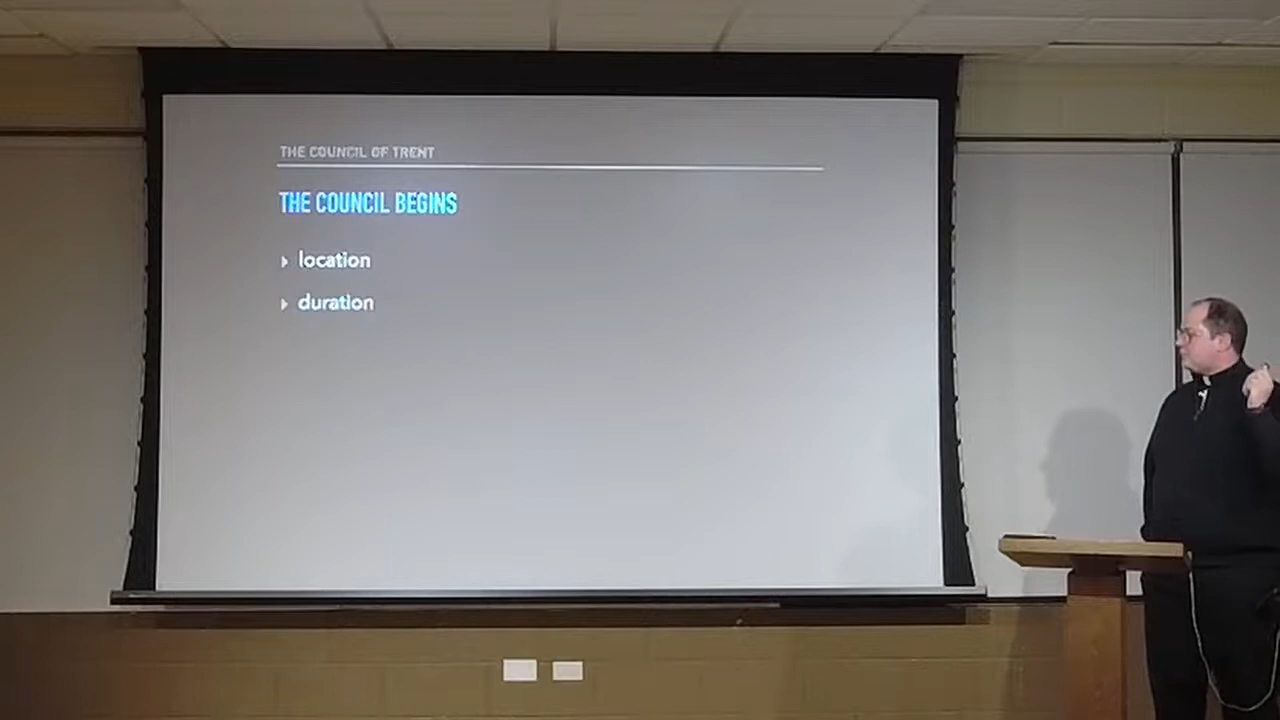 THE COUNCIL OF TRENT
THE COUNCIL BEGINS
location
duration